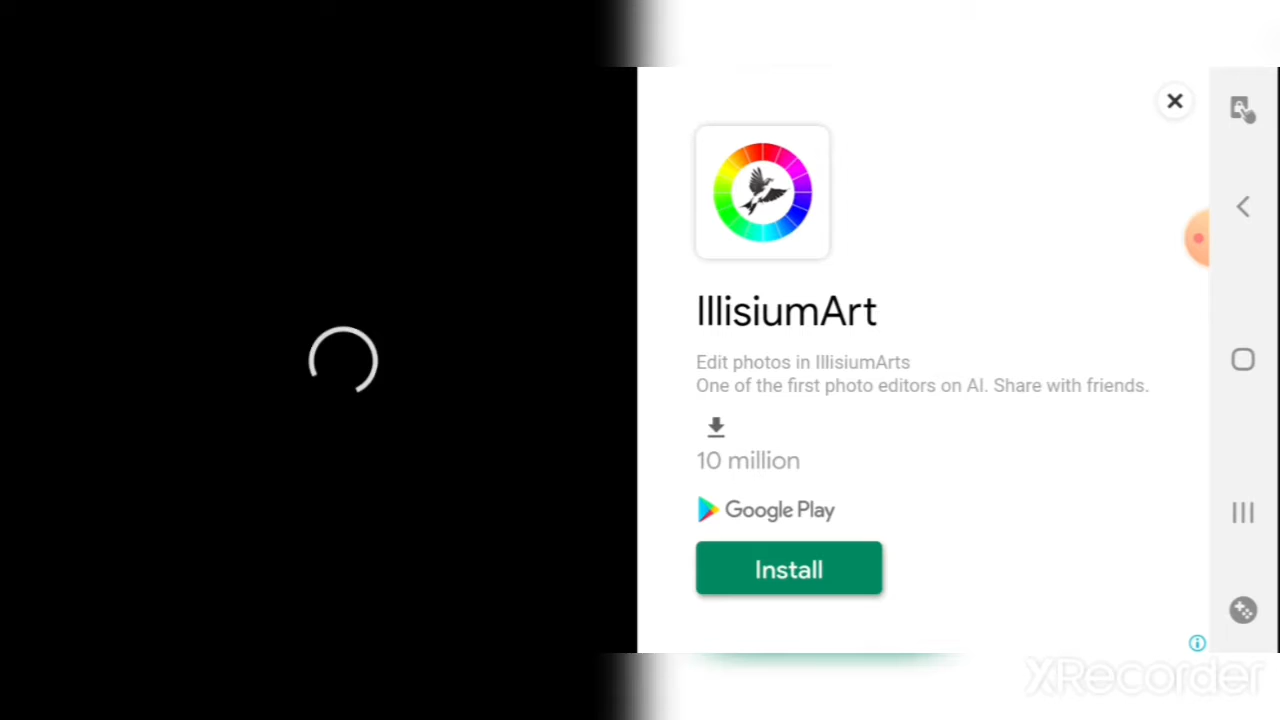 IllisiumArt
Edit photos in IllisiumArts
One of the first photo editors on AI. Share with friends.
10 million
Google Play
Install
XRecorder